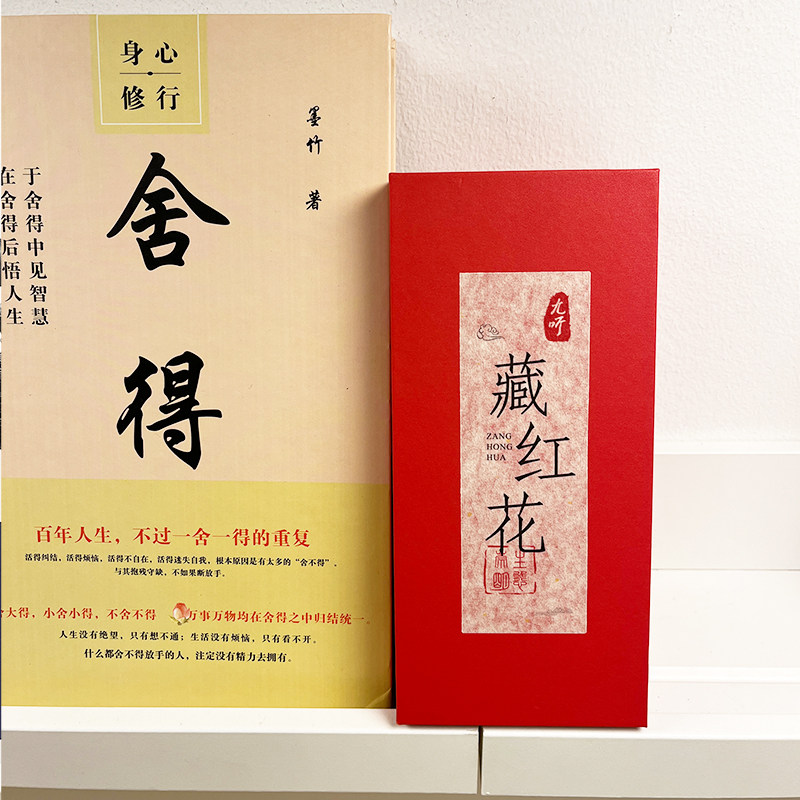 身心
修行
墨竹 著
于舍得中见智慧
在舍得后悟人生
舍得
百年人生，不过一舍一得的重复
活得纠结，活得烦恼，活得不自在，活得迷失自我，根本原因是有太多的“舍不得”，
与其抱残守缺、不如果断放手。
大得，小舍小得，不舍不得
万事万物均在舍得之中归结统一。
人生没有绝望，只有想不通；生活没有烦恼，只有看不开。
什么都舍不得放手的人，注定没有精力去拥有。
九吖
藏红花
ZANG
HONG
HUA